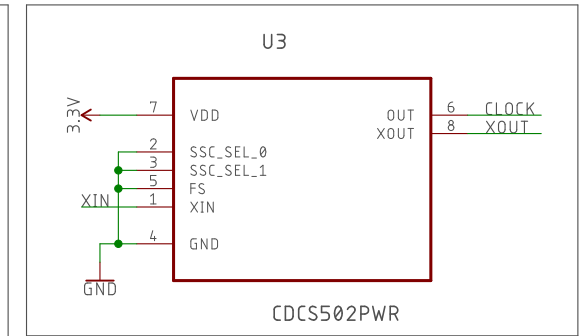 U3
3.3V
7 VDD OUT 6 CLOCK
XOUT 8 XOUT
2 SSC_SEL_0
3 SSC_SEL_1
5 FS
XIN 1 XIN
4 GND
GND
CDCS502PWR